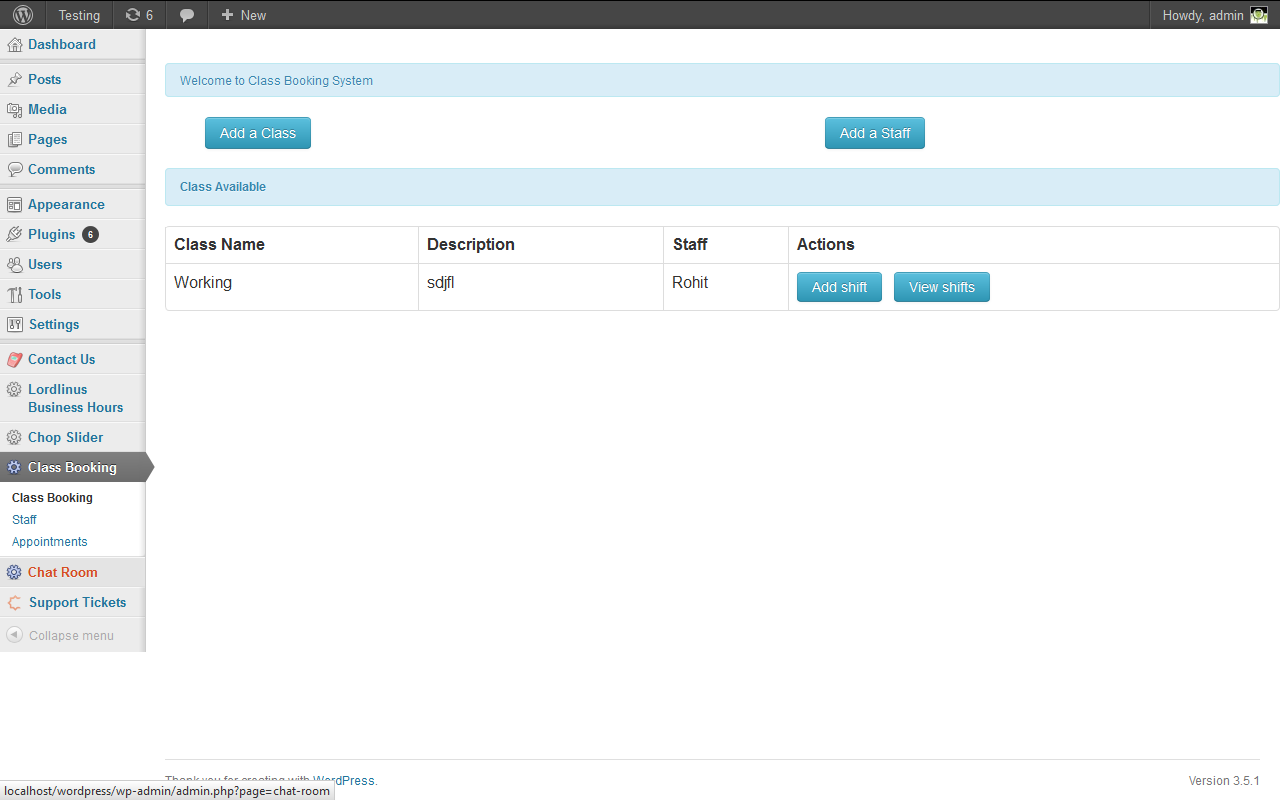 Testing 6 New Howdy, admin
Dashboard
Posts
Media
Pages
Comments
Appearance
Plugins 6
Users
Tools
Settings
Contact Us
Lordlinus
Business Hours
Chop Slider
Class Booking
Class Booking
Staff
Appointments
Chat Room
Support Tickets
Collapse menu
Welcome to Class Booking System
Add a Class Add a Staff
Class Available
Class Name Description Staff Actions
Working sdjfl Rohit Add shift View shifts
Thank you for creating with WordPress. Version 3.5.1
localhost/wordpress/wp-admin/admin.php?page=chat-room